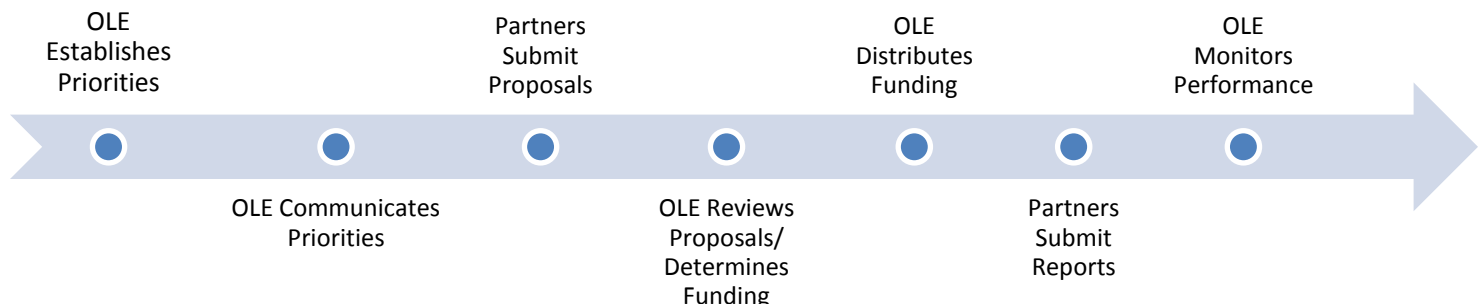 OLE
Establishes
Priorities
OLE Communicates
Priorities
Partners
Submit
Proposals
OLE Reviews
Proposals/
Determines
Funding
OLE
Distributes
Funding
Partners
Submit
Reports
OLE
Monitors
Performance